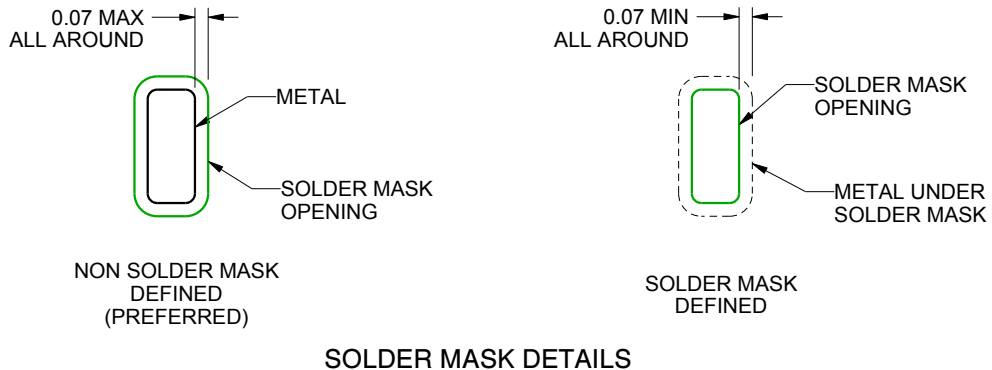 0.07 MAX
ALL AROUND
METAL
SOLDER MASK
OPENING
NON SOLDER MASK
DEFINED
(PREFERRED)
0.07 MIN
ALL AROUND
SOLDER MASK
OPENING
METAL UNDER
SOLDER MASK
SOLDER MASK
DEFINED
SOLDER MASK DETAILS